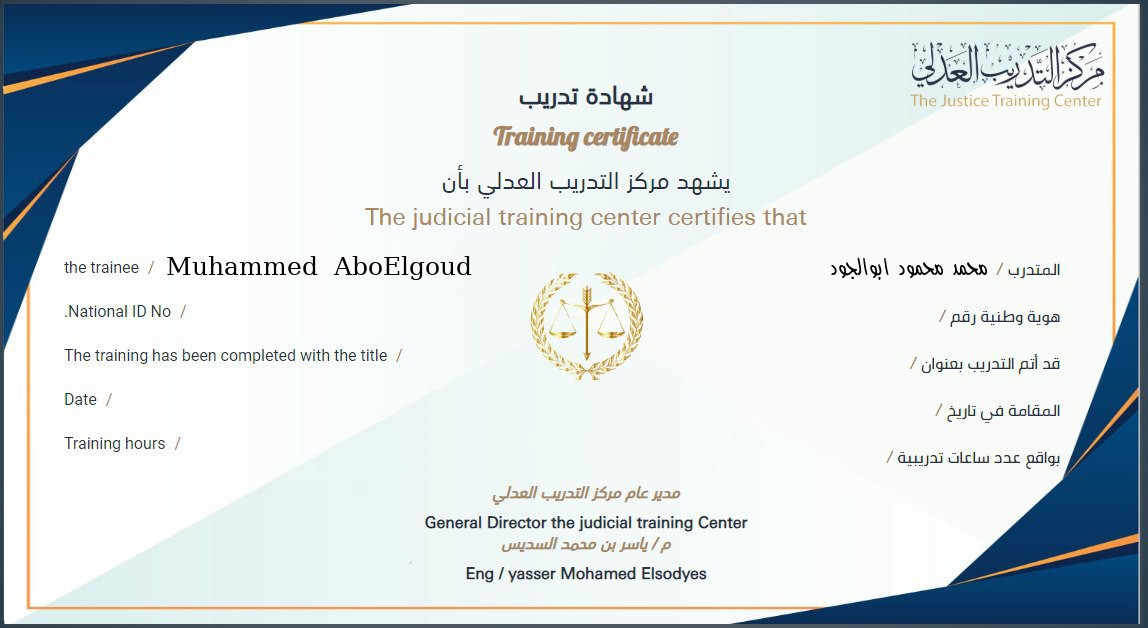 مركز التدريب العدلي
The Justice Training Center
شهادة تدريب
Training certificate
يشهد مركز التدريب العدلي بأن
The judicial training center certifies that
the trainee / Muhammed AboElgoud
.National ID No /
The training has been completed with the title /
Date /
Training hours /
المتدرب / محمد محمود ابوالجود
هوية وطنية رقم /
قد أتم التدريب بعنوان /
المقامة في تاريخ /
بواقع عدد ساعات تدريبية /
مدير عام مركز التدريب العدلي
General Director the judicial training Center
م / ياسر بن محمد السديس
Eng / yasser Mohamed Elsodyes